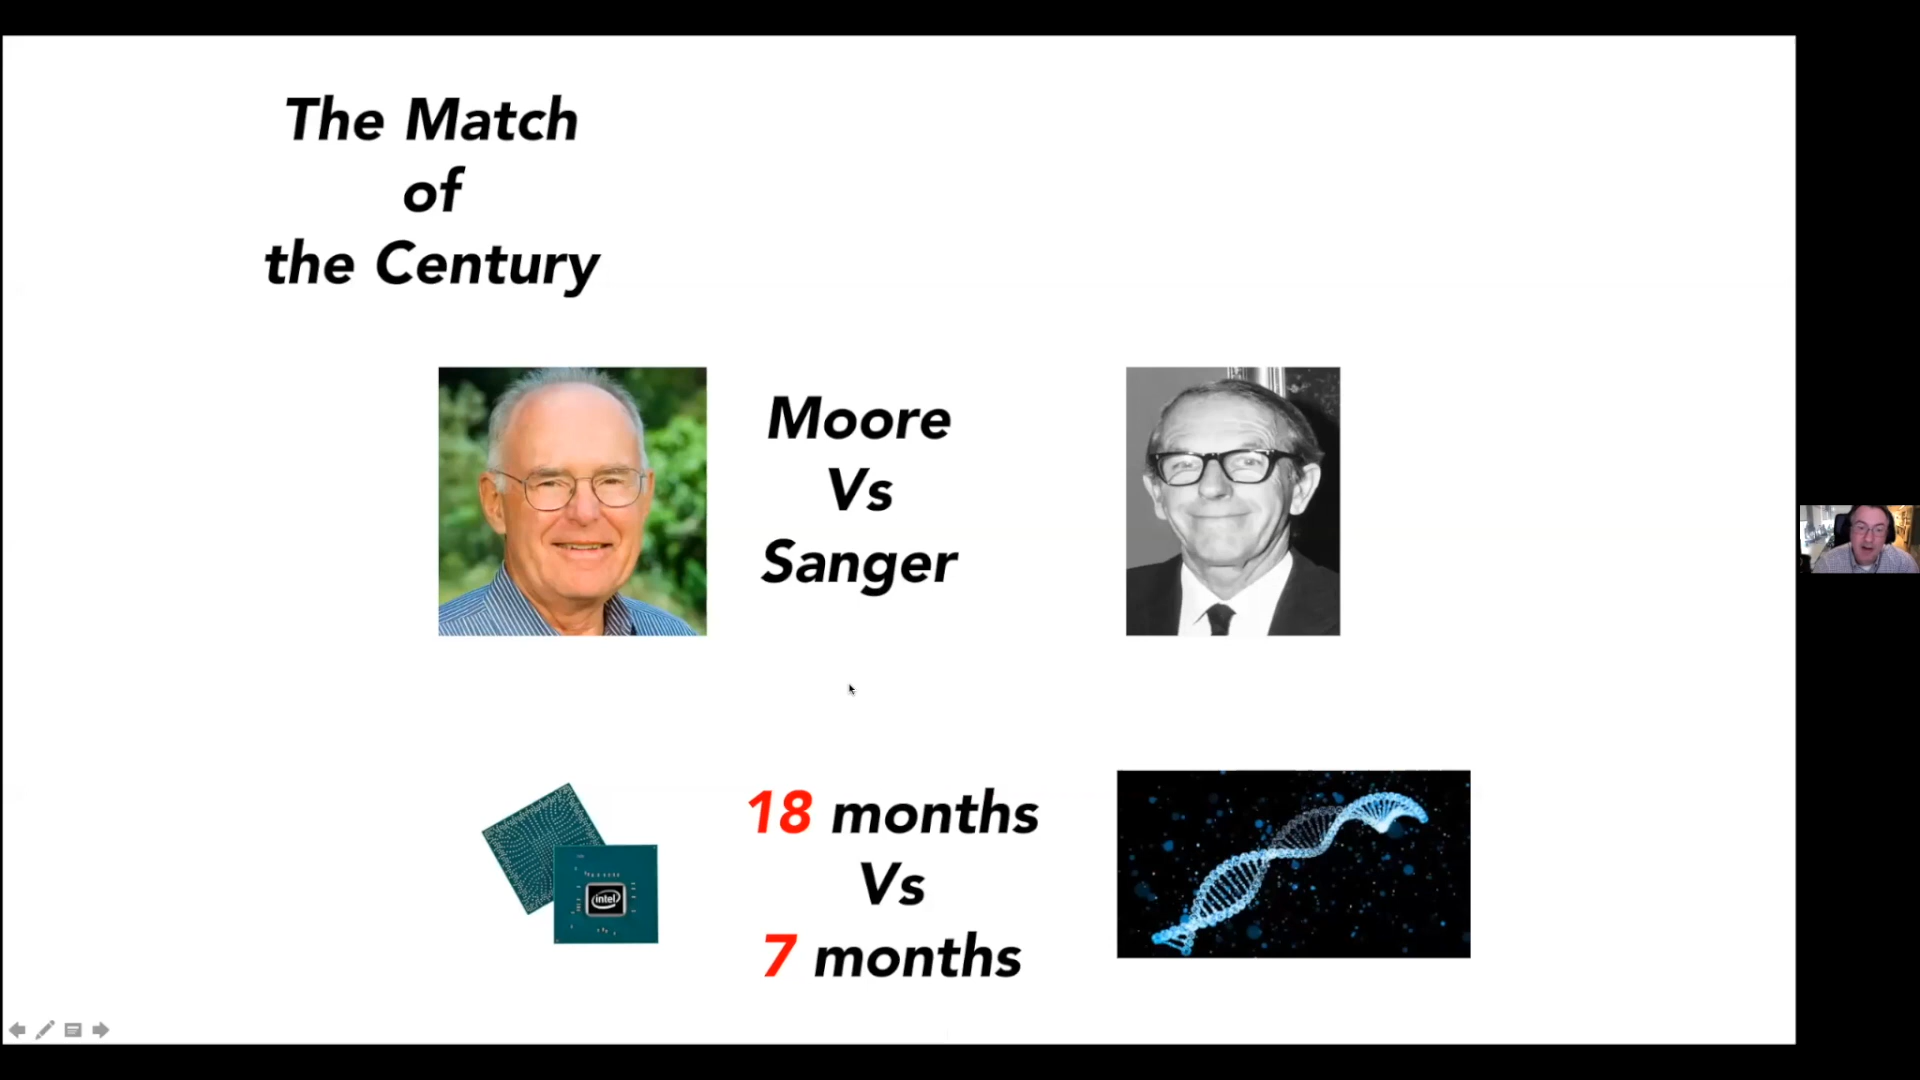 The Match
of
the Century
Moore
Vs
Sanger
18 months
Vs
7 months
intel